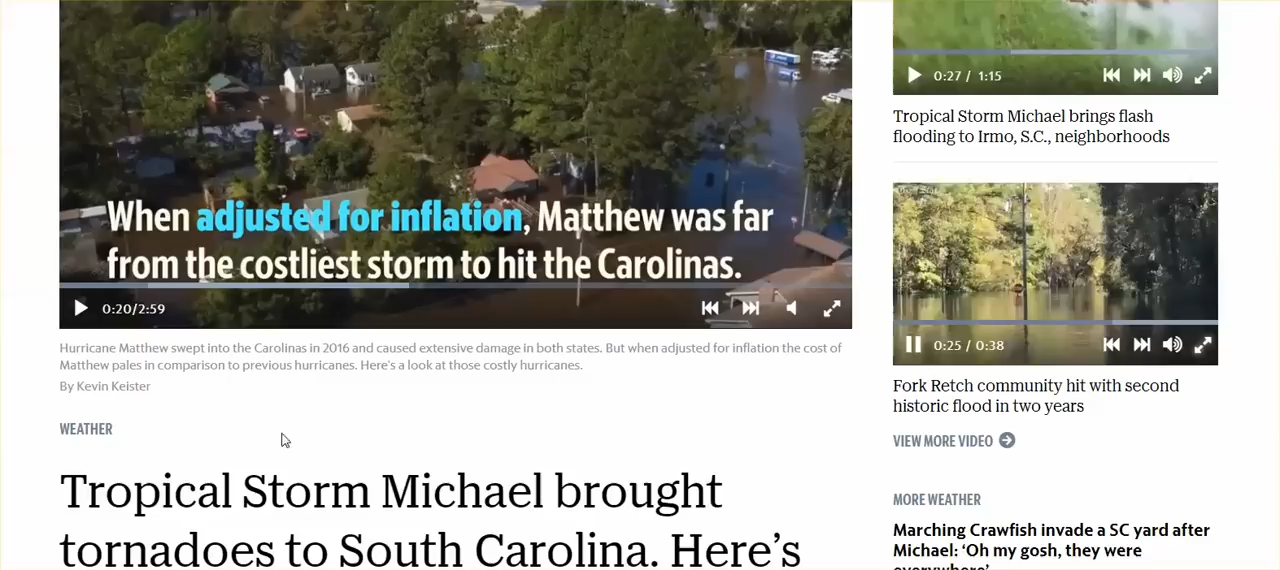 When adjusted for inflation, Matthew was far
from the costliest storm to hit the Carolinas.
0:20/2:59
Hurricane Matthew swept into the Carolinas in 2016 and caused extensive damage in both states. But when adjusted for inflation the cost of
Matthew pales in comparison to previous hurricanes. Here's a look at those costly hurricanes.
By Kevin Keister
WEATHER
Tropical Storm Michael brought
tornadoes to South Carolina. Here's
0:27 / 1:15
Tropical Storm Michael brings flash
flooding to Irmo, S.C., neighborhoods
0:25 / 0:38
Fork Retch community hit with second
historic flood in two years
VIEW MORE VIDEO
MORE WEATHER
Marching Crawfish invade a SC yard after
Michael: ‘Oh my gosh, they were
everywhere’